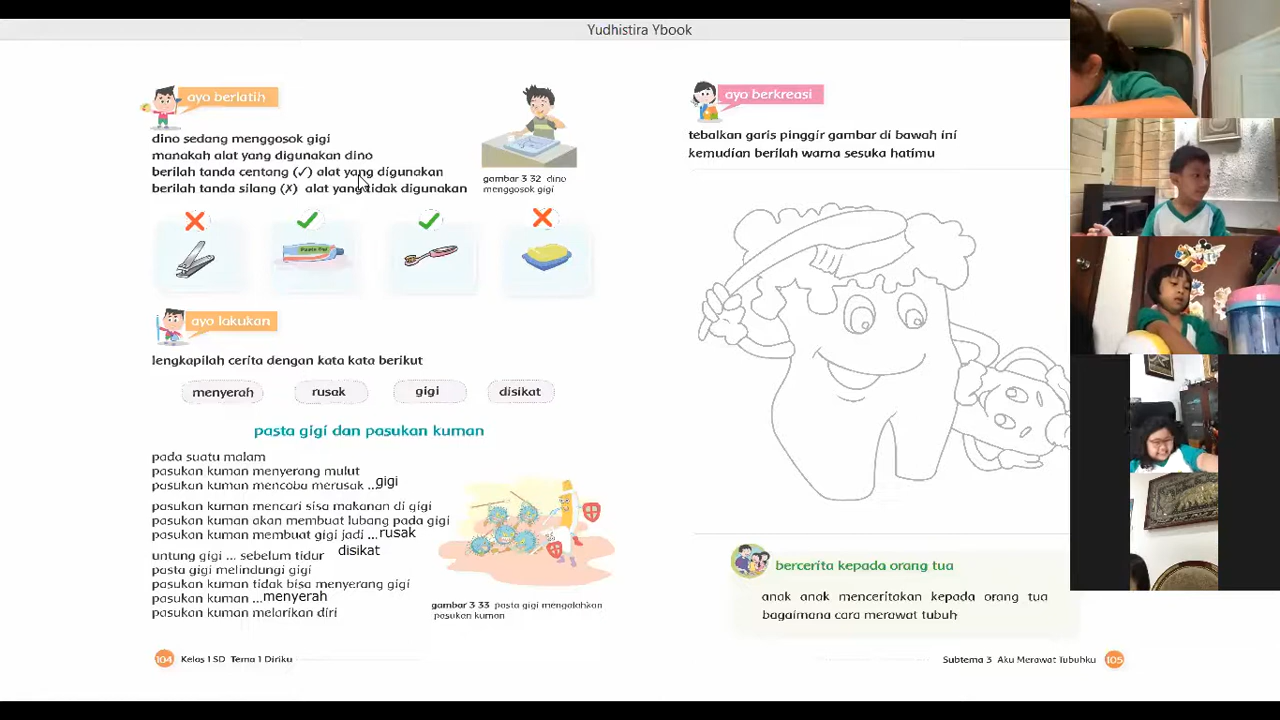 Yudhistira Ybook
ayo berlatih
dino sedang menggosok gigi
manakah alat yang digunakan dino
berilah tanda centang (✓) alat yang digunakan
berilah tanda silang (✗) alat yang tidak digunakan
gambar 3 32 dino
menggosok gigi
ayo lakukan
lengkapilah cerita dengan kata kata berikut
menyerah rusak gigi disikat
pasta gigi dan pasukan kuman
pada suatu malam
pasukan kuman menyerang mulut
pasukan kuman mencoba merusak ... gigi
pasukan kuman mencari sisa makanan di gigi
pasukan kuman akan membuat lubang pada gigi
pasukan kuman membuat gigi jadi ... rusak
untung gigi ... sebelum tidur disikat
pasta gigi melindungi gigi
pasukan kuman tidak bisa menyerang gigi
pasukan kuman ... menyerah
pasukan kuman melarikan diri
gambar 3 33 pasta gigi mengalahkan
pasukan kuman
104 Kelas 1 SD Tema 1 Diriku
ayo berkreasi
tebalkan garis pinggir gambar di bawah ini
kemudian berilah warna sesuka hatimu
bercerita kepada orang tua
anak anak menceritakan kepada orang tua
bagaimana cara merawat tubuh
Subtema 3 Aku Merawat Tubuhku 105